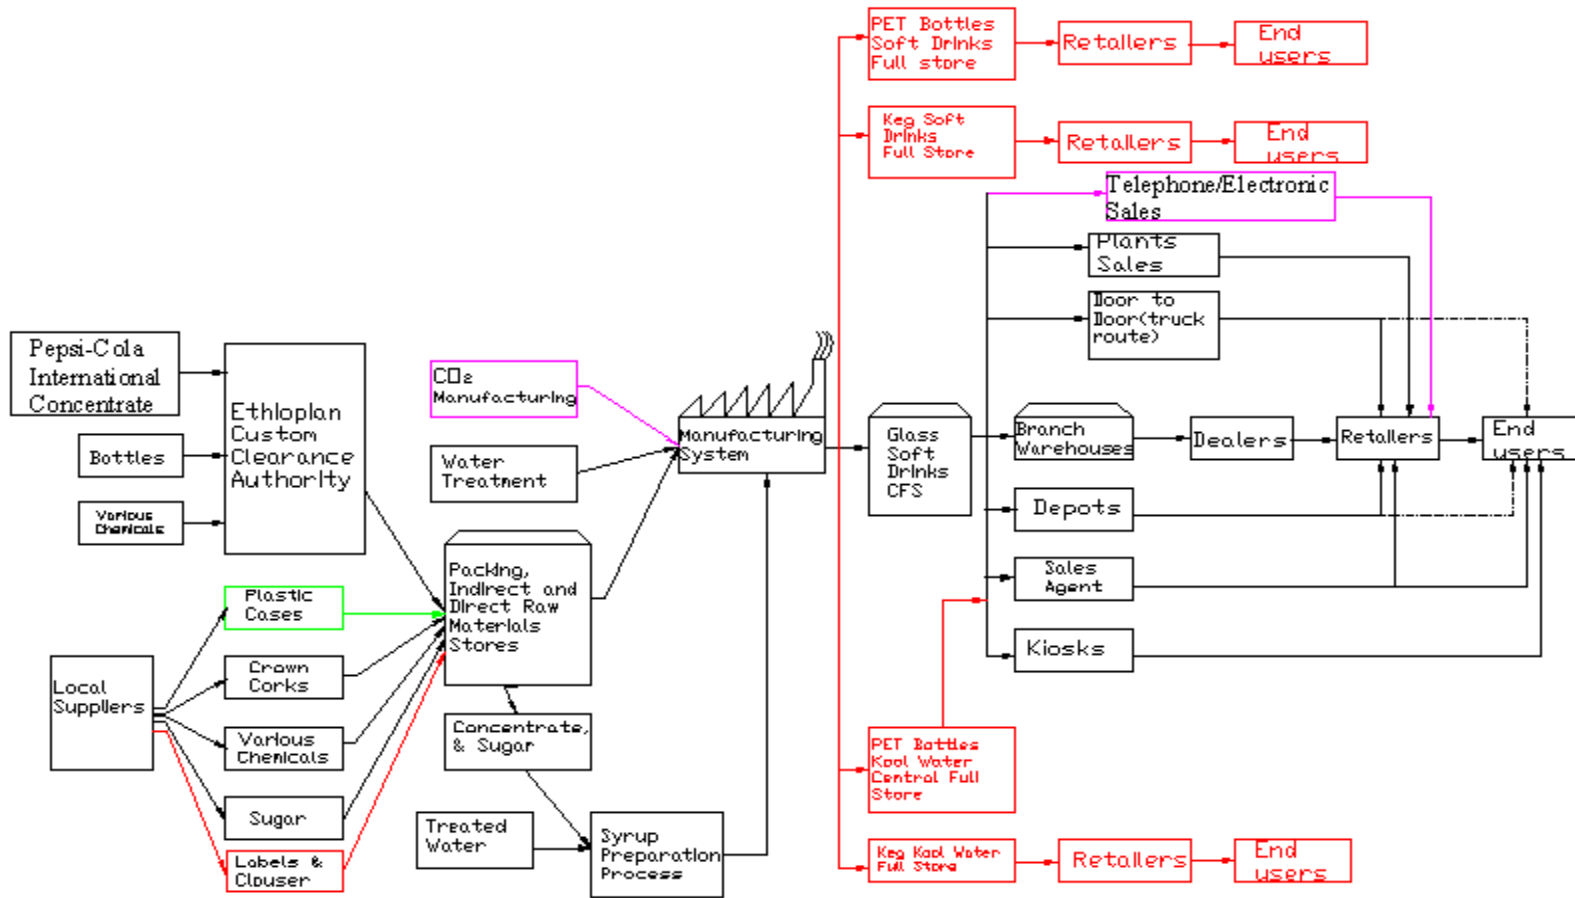 PET Bottles
Soft Drinks
Full store
Retailers
End
users
Keg Soft
Drinks
Full Store
Retailers
End
users
Telephone/Electronic
Sales
Plants
Sales
Door to
Door(truck
route)
Pepsi-Cola
International
Concentrate
Bottles
Various
Chemicals
Ethiopian
Custom
Clearance
Authority
CO₂
Manufacturing
Water
Treatment
Manufacturing
System
Glass
Soft
Drinks
CFS
Branch
Warehouses
Dealers
Retailers
End
users
Depots
Sales
Agent
Kiosks
Packing,
Indirect and
Direct Raw
Materials
Stores
Plastic
Cases
Local
Suppliers
Crown
Corks
Various
Chemicals
Sugar
Labels &
Clouser
Concentrate,
& Sugar
Treated
Water
Syrup
Preparation
Process
PET Bottles
Kool Water
Central Full
Store
Keg Kool Water
Full Store
Retailers
End
users